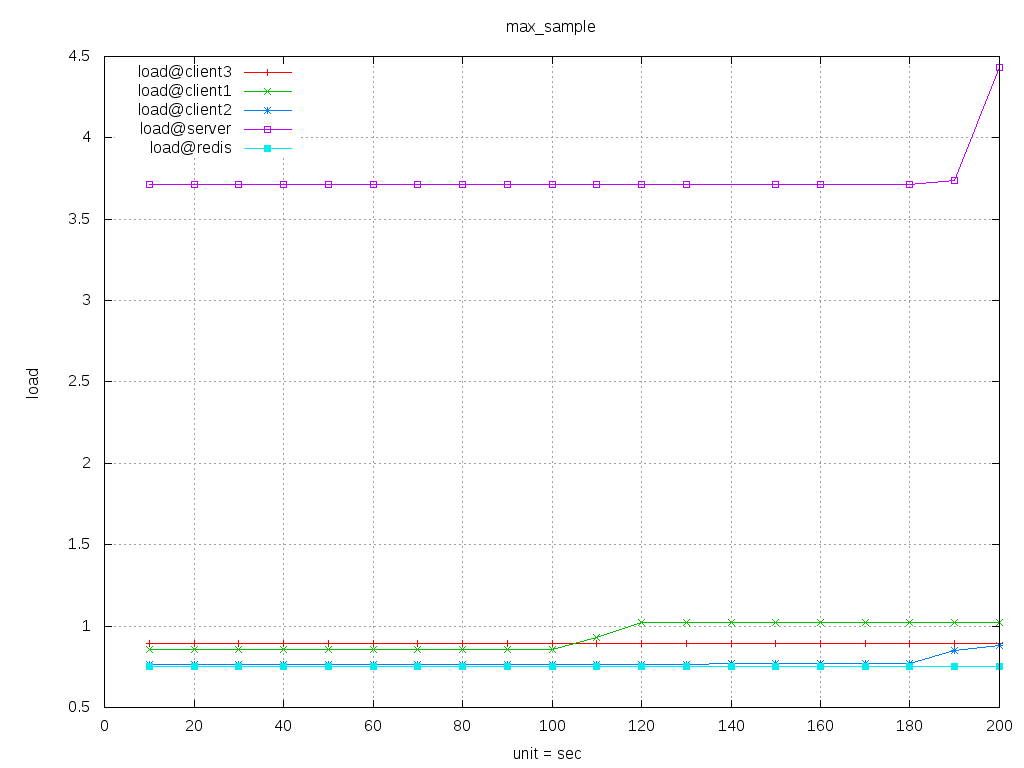 max_sample
load@client3
load@client1
load@client2
load@server
load@redis
4.5
4
3.5
3
2.5
2
1.5
1
0.5
load
0 20 40 60 80 100 120 140 160 180 200
unit = sec